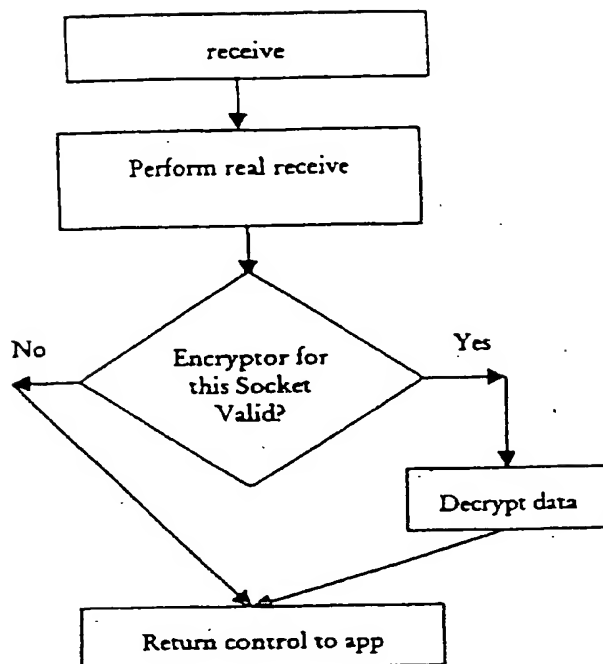 receive
Perform real receive
No
Yes
Encryptor for
this Socket
Valid?
Decrypt data
Return control to app